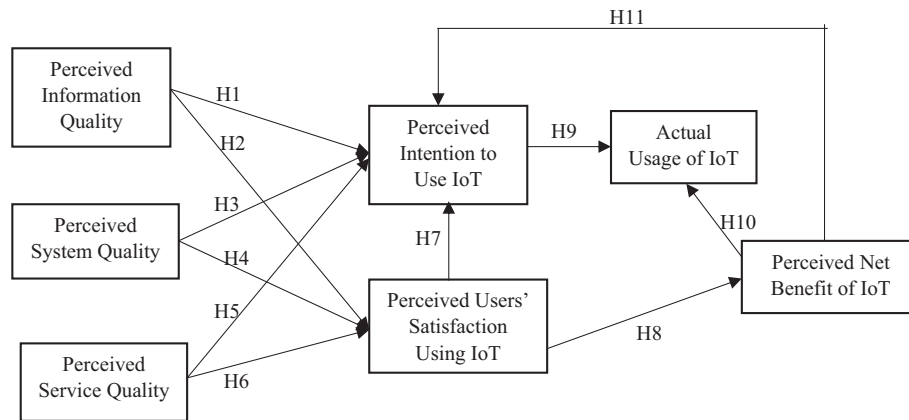 H11
Perceived
Information
Quality
H1
H2
Perceived
Intention to
Use IoT
H9
Actual
Usage of IoT
Perceived
System Quality
H3
H4
H7
H10
Perceived Net
Benefit of IoT
H5
Perceived Users’
Satisfaction
Using IoT
H8
Perceived
Service Quality
H6